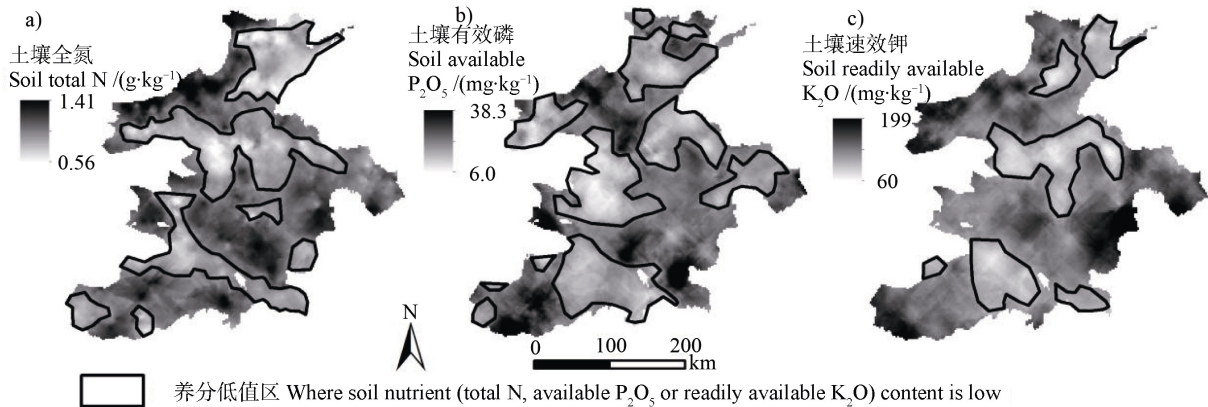 a)
土壤全氮
Soil total N /(g·kg⁻¹)
1.41
0.56
b)
土壤有效磷
Soil available
P₂O₅ /(mg·kg⁻¹)
38.3
6.0
c)
土壤速效钾
Soil readily available
K₂O /(mg·kg⁻¹)
199
60
N
0 100 200
km
养分低值区 Where soil nutrient (total N, available P₂O₅ or readily available K₂O) content is low